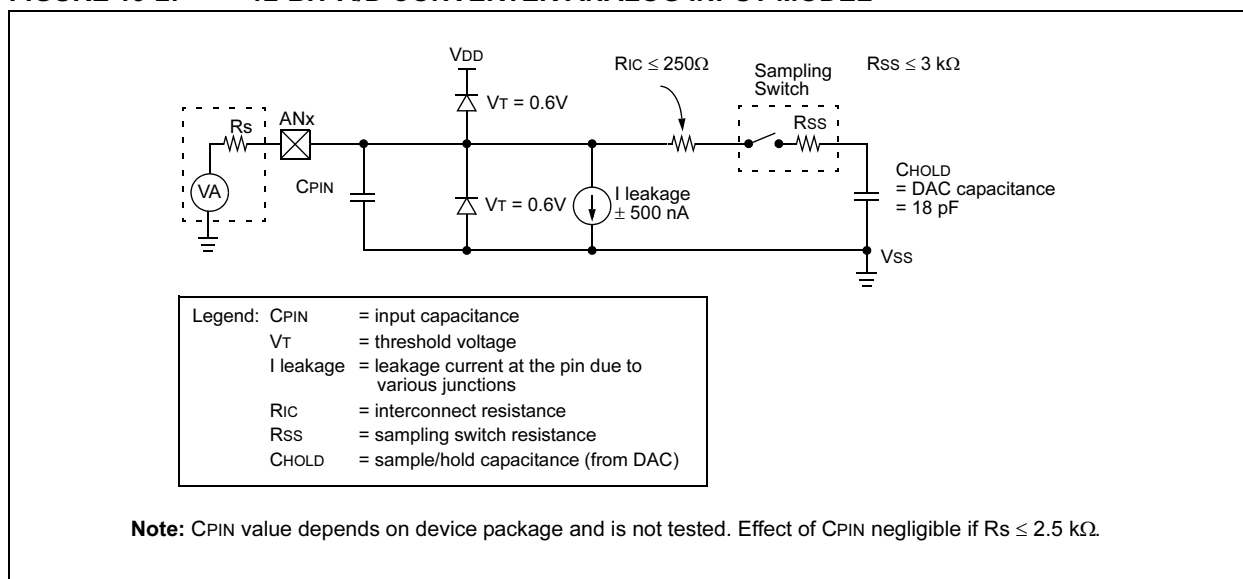 VDD
RIC ≤ 250Ω
Sampling
Switch
RSS ≤ 3 kΩ
VT = 0.6V
Rs
ANx
RSS
VA
CPIN
VT = 0.6V
I leakage
± 500 nA
CHOLD
= DAC capacitance
= 18 pF
VSS
Legend: CPIN = input capacitance
VT = threshold voltage
I leakage = leakage current at the pin due to
various junctions
RIC = interconnect resistance
RSS = sampling switch resistance
CHOLD = sample/hold capacitance (from DAC)
Note: CPIN value depends on device package and is not tested. Effect of CPIN negligible if Rs ≤ 2.5 kΩ.